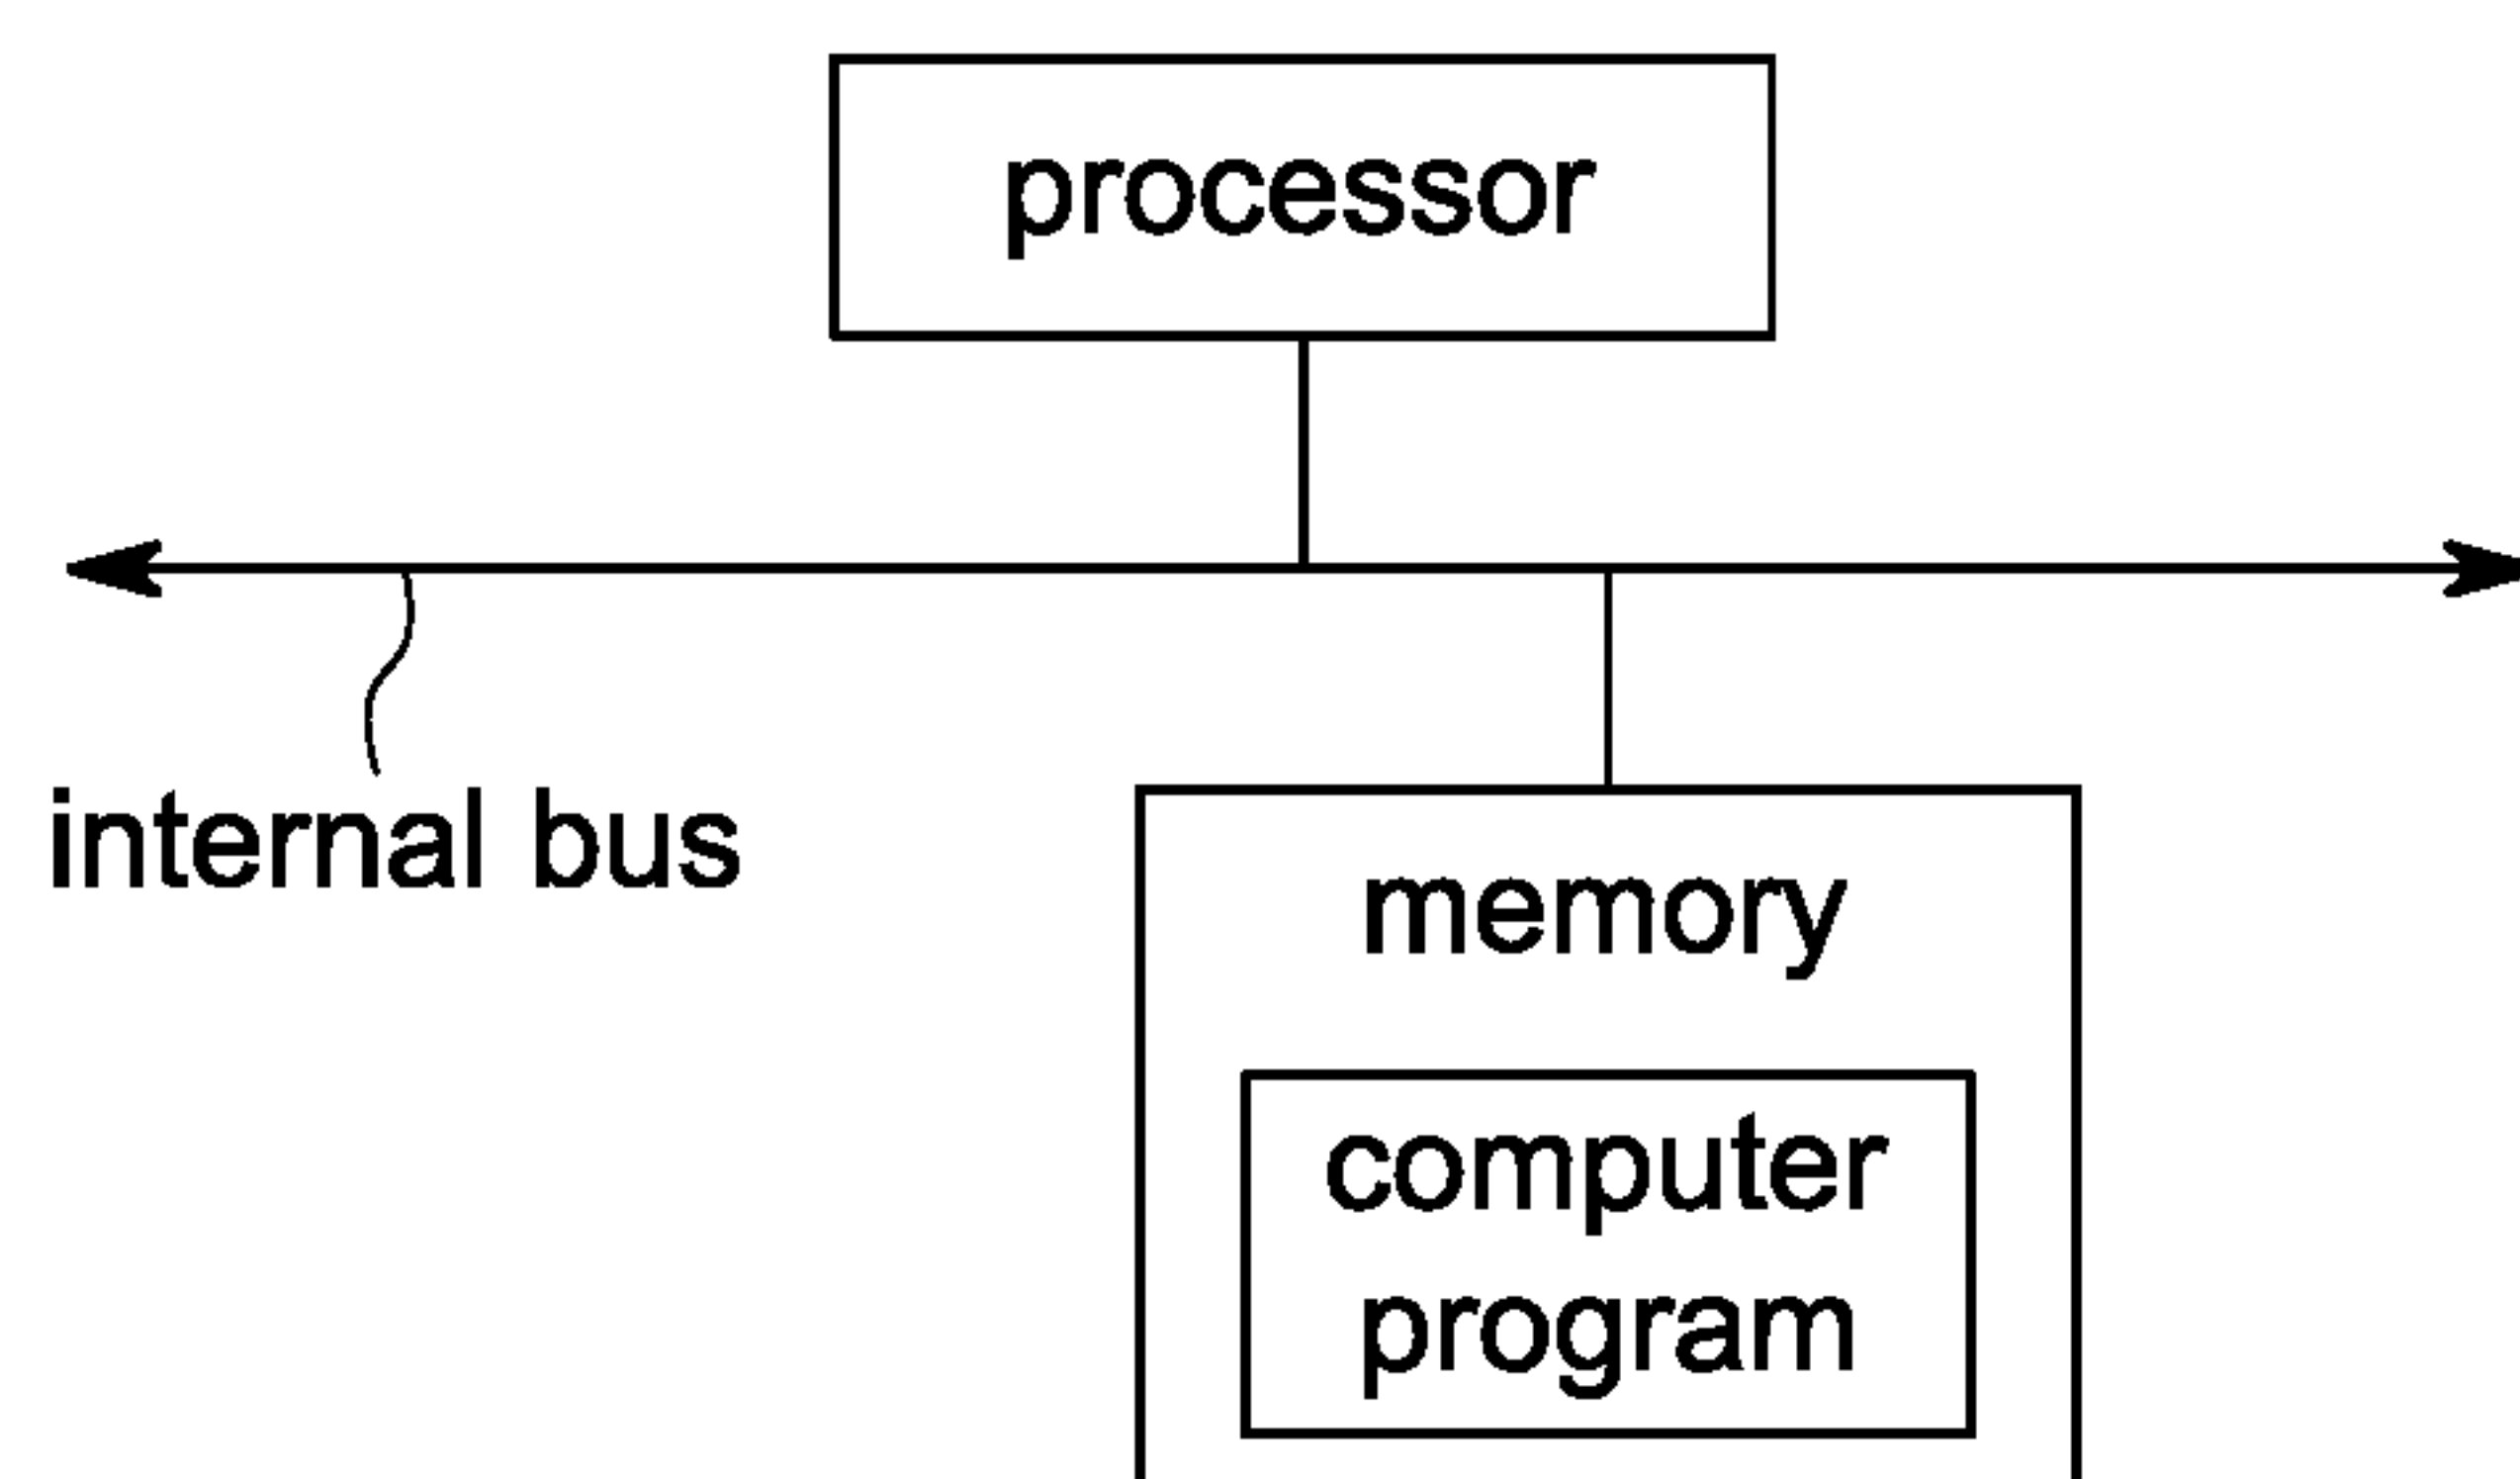 processor
internal bus
memory
computer
program